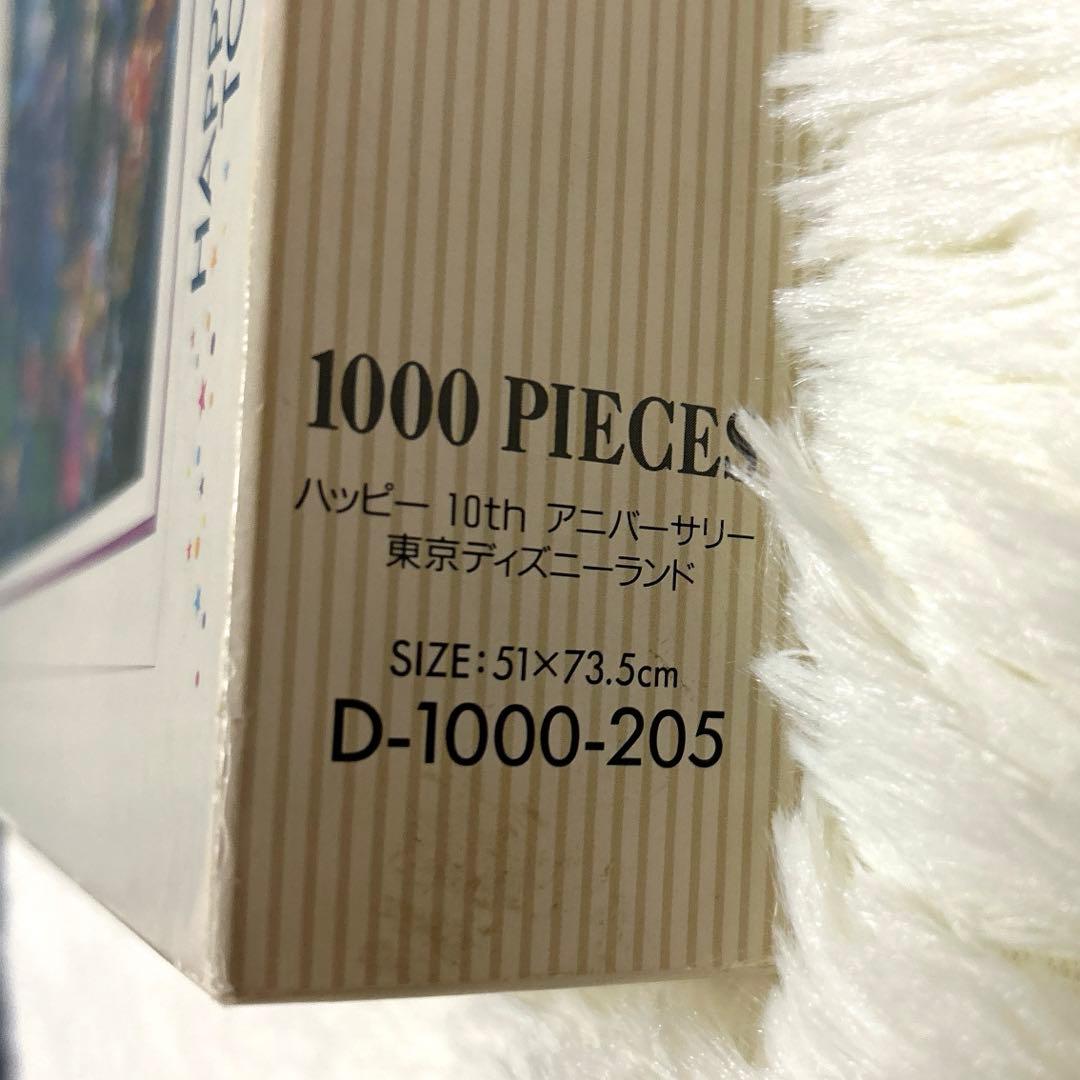 1000 PIECES
ハッピー 10th アニバーサリー
東京ディズニーランド
SIZE:51×73.5cm
D-1000-205